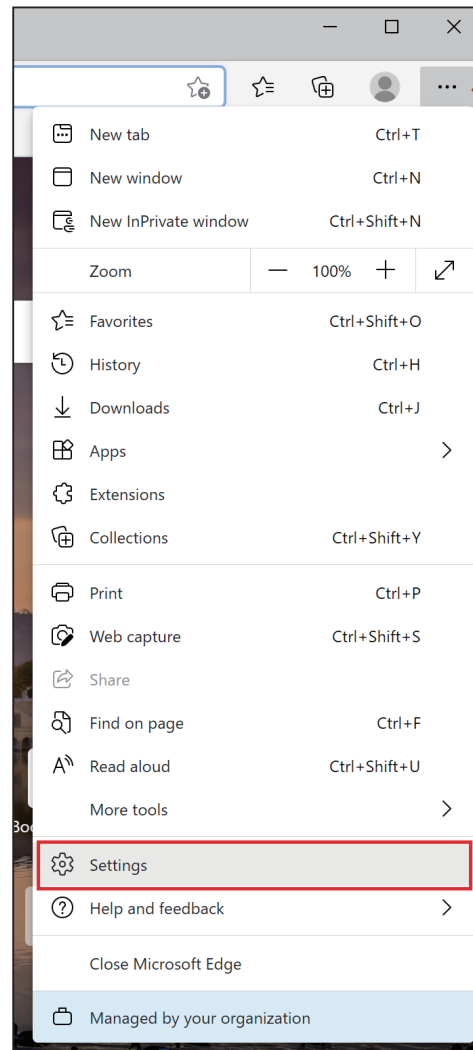 New tab Ctrl+T
New window Ctrl+N
New InPrivate window Ctrl+Shift+N
Zoom 100%
Favorites Ctrl+Shift+O
History Ctrl+H
Downloads Ctrl+J
Apps
Extensions
Collections Ctrl+Shift+Y
Print Ctrl+P
Web capture Ctrl+Shift+S
Share
Find on page Ctrl+F
Read aloud Ctrl+Shift+U
More tools
Settings
Help and feedback
Close Microsoft Edge
Managed by your organization